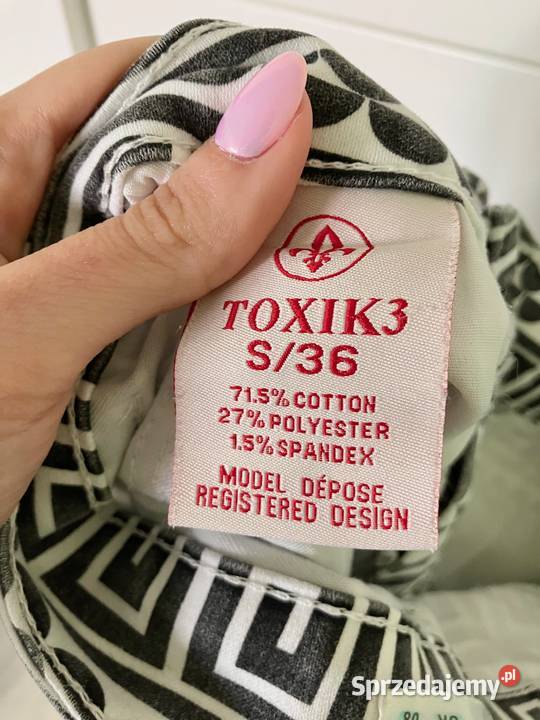 TOXIK3
S/36
71.5% COTTON
27% POLYESTER
1.5% SPANDEX
MODEL DÉPOSE
REGISTERED DESIGN
Sprzedajemy.pl